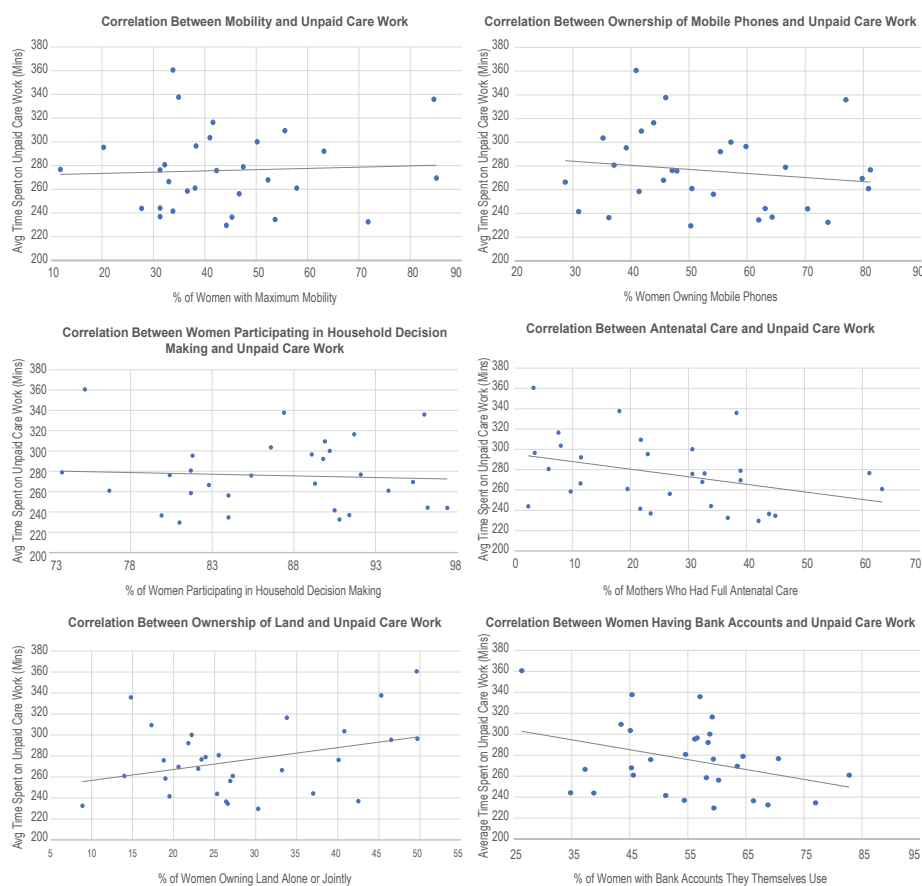 Correlation Between Mobility and Unpaid Care Work
Avg Time Spent on Unpaid Care Work (Mins)
380
360
340
320
300
280
260
240
220
200
10 20 30 40 50 60 70 80 90
% of Women with Maximum Mobility
Correlation Between Ownership of Mobile Phones and Unpaid Care Work
Avg Time Spent on Unpaid Care Work (Mins)
380
360
340
320
300
280
260
240
220
200
20 30 40 50 60 70 80 90
% Women Owning Mobile Phones
Correlation Between Women Participating in Household Decision
Making and Unpaid Care Work
Avg Time Spent on Unpaid Care Work (Mins)
380
360
340
320
300
280
260
240
220
200
73 78 83 88 93 98
% of Women Participating in Household Decision Making
Correlation Between Antenatal Care and Unpaid Care Work
Avg Time Spent on Unpaid Care Work (Mins)
380
360
340
320
300
280
260
240
220
200
0 10 20 30 40 50 60 70
% of Mothers Who Had Full Antenatal Care
Correlation Between Ownership of Land and Unpaid Care Work
Avg Time Spent on Unpaid Care Work (Mins)
380
360
340
320
300
280
260
240
220
200
5 10 15 20 25 30 35 40 45 50 55
% of Women Owning Land Alone or Jointly
Correlation Between Women Having Bank Accounts and Unpaid Care Work
Average Time Spent on Unpaid Care Work (Mins)
380
360
340
320
300
280
260
240
220
200
25 35 45 55 65 75 85 95
% of Women with Bank Accounts They Themselves Use